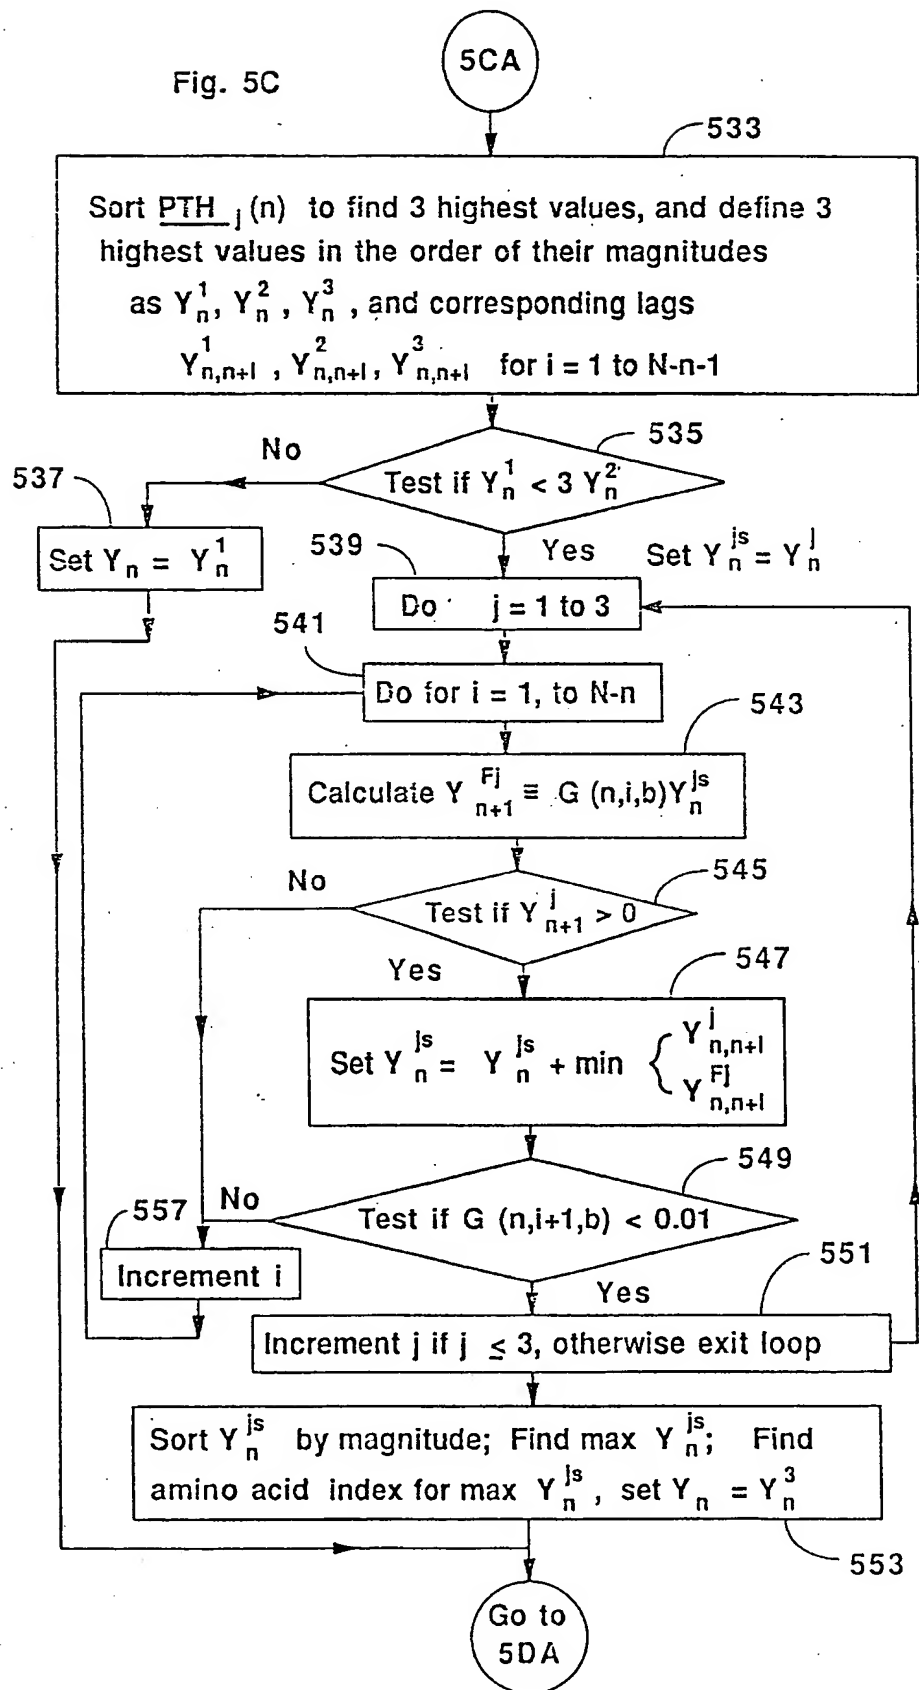 5CA
Fig. 5C
533
Sort PTH_j(n) to find 3 highest values, and define 3
highest values in the order of their magnitudes
as Y_n^1, Y_n^2, Y_n^3, and corresponding lags
Y_{n,n+l}^1, Y_{n,n+l}^2, Y_{n,n+l}^3 for i = 1 to N-n-1
535
No
Test if Y_n^1 < 3 Y_n^2
537
Set Y_n = Y_n^1
539
Yes
Set Y_n^{js} = Y_n^j
Do j = 1 to 3
541
Do for i = 1, to N-n
543
Calculate Y_{n+1}^{Fj} ≡ G (n,i,b)Y_n^{js}
545
No
Test if Y_{n+1}^j > 0
Yes
547
Set Y_n^{js} = Y_n^{js} + min { Y_{n,n+l}^j
Y_{n,n+l}^{Fj}
549
No
Test if G (n,i+1,b) < 0.01
557
Increment i
Yes
551
Increment j if j ≤ 3, otherwise exit loop
Sort Y_n^{js} by magnitude; Find max Y_n^{js}; Find
amino acid index for max Y_n^{js}, set Y_n = Y_n^3
553
Go to
5DA